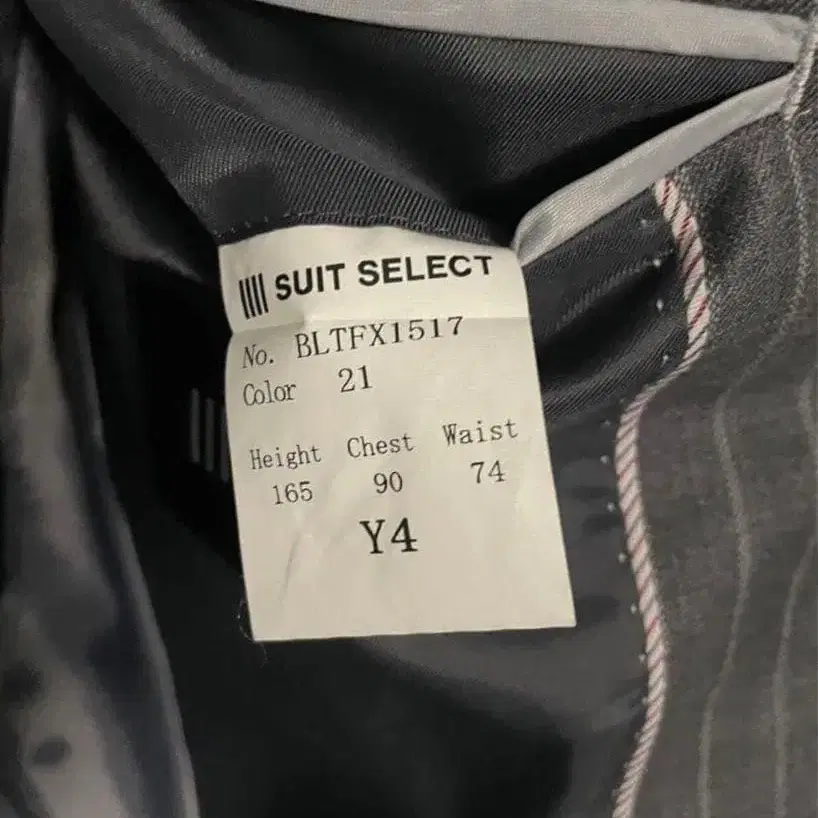 SUIT SELECT
No. BLTFX1517
Color 21
Height Chest Waist
165 90 74
Y4